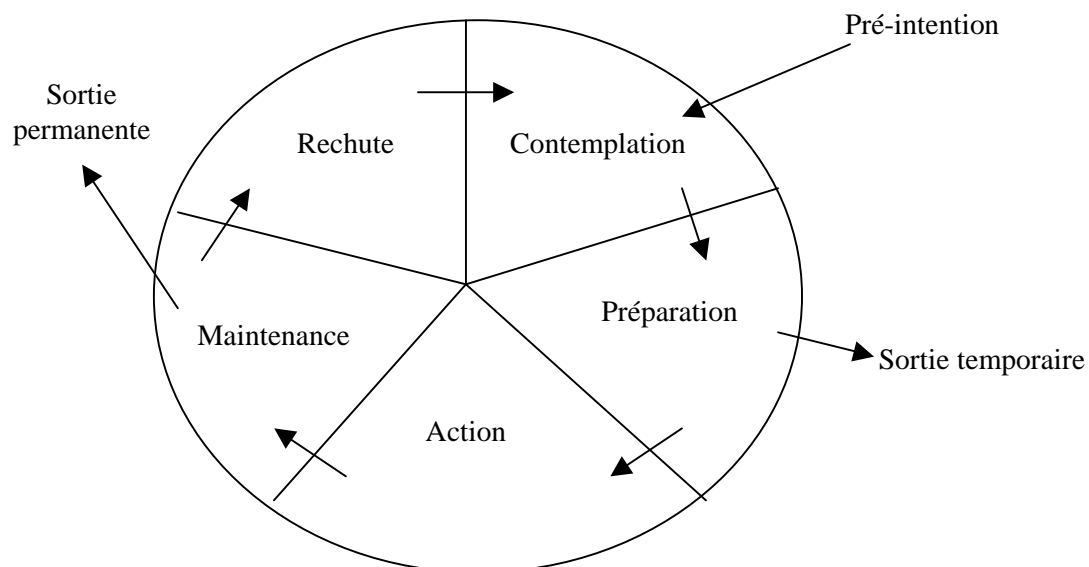 Pré-intention
Sortie
permanente
Rechute
Contemplation
Préparation
Maintenance
Sortie temporaire
Action